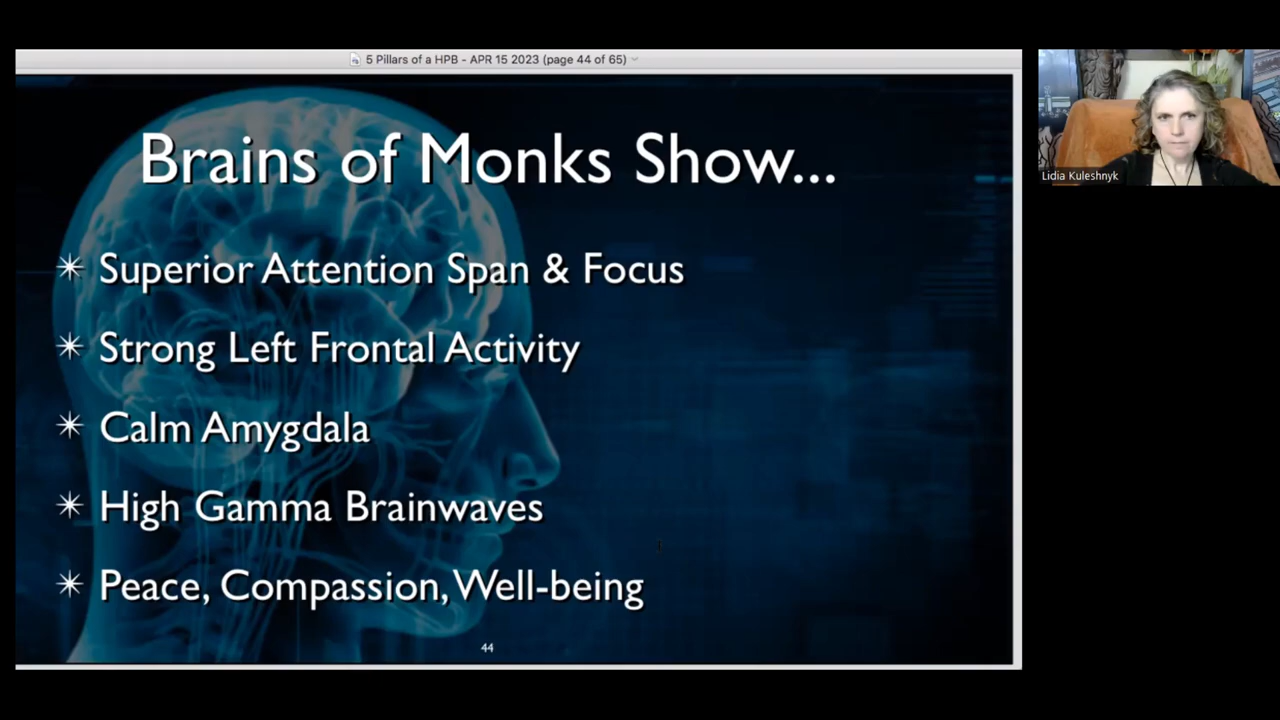 5 Pillars of a HPB - APR 15 2023 (page 44 of 65)
Brains of Monks Show...
✴ Superior Attention Span & Focus
✴ Strong Left Frontal Activity
✴ Calm Amygdala
✴ High Gamma Brainwaves
✴ Peace, Compassion, Well-being
44
Lidia Kuleshnyk